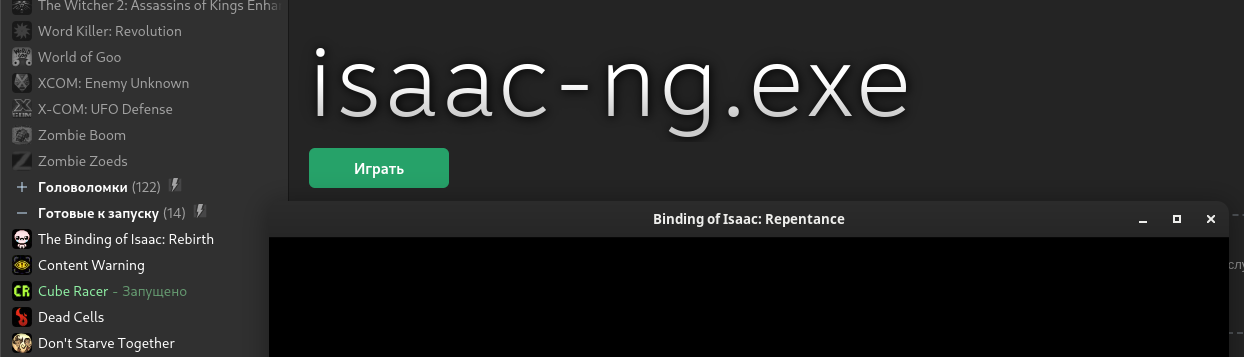 The Witcher 2: Assassins of Kings Enha
Word Killer: Revolution
World of Goo
XCOM: Enemy Unknown
X-COM: UFO Defense
Zombie Boom
Zombie Zoeds
+ Головоломки (122)
− Готовые к запуску (14)
The Binding of Isaac: Rebirth
Content Warning
CR Cube Racer - Запущено
Dead Cells
Don't Starve Together
isaac-ng.exe
Играть
Binding of Isaac: Repentance
слу